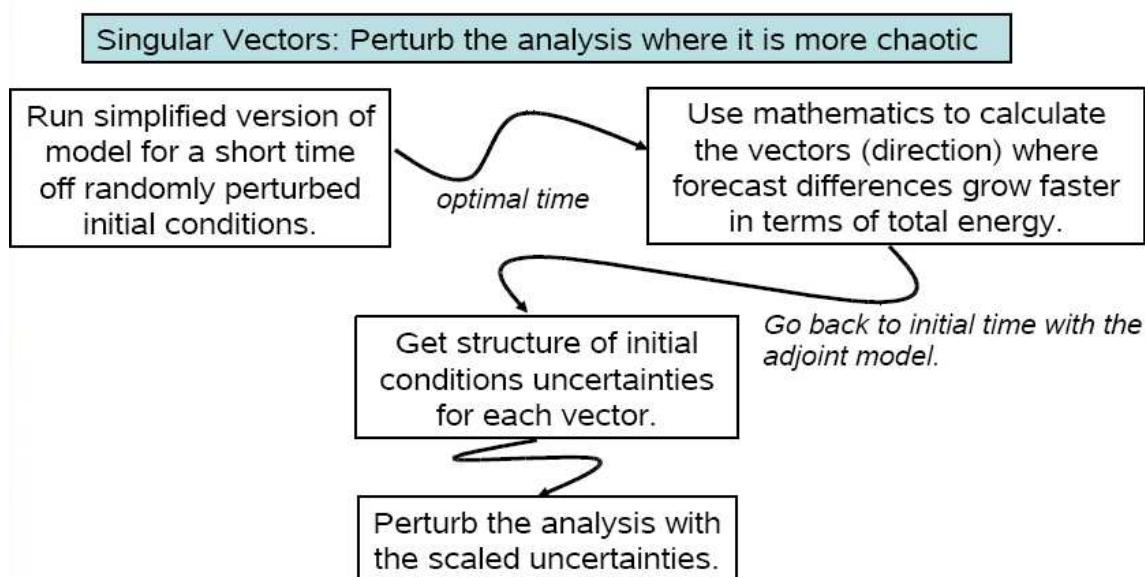 Singular Vectors: Perturb the analysis where it is more chaotic
Run simplified version of
model for a short time
off randomly perturbed
initial conditions.
optimal time
Use mathematics to calculate
the vectors (direction) where
forecast differences grow faster
in terms of total energy.
Go back to initial time with the
adjoint model.
Get structure of initial
conditions uncertainties
for each vector.
Perturb the analysis with
the scaled uncertainties.